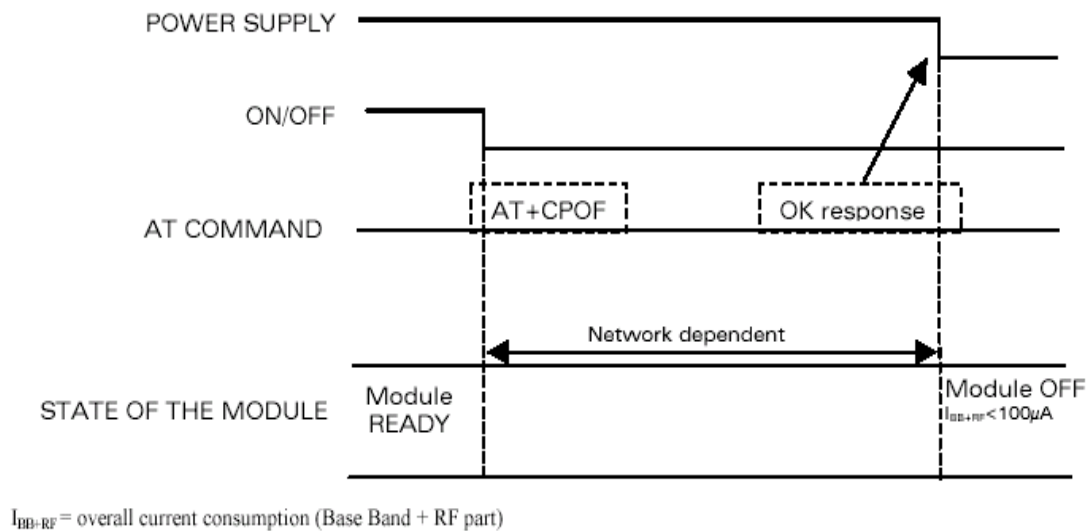 POWER SUPPLY
ON/OFF
AT COMMAND
AT+CPOF
OK response
Network dependent
STATE OF THE MODULE
Module
READY
Module OFF
IBB+RF<100µA
IBB+RF = overall current consumption (Base Band + RF part)